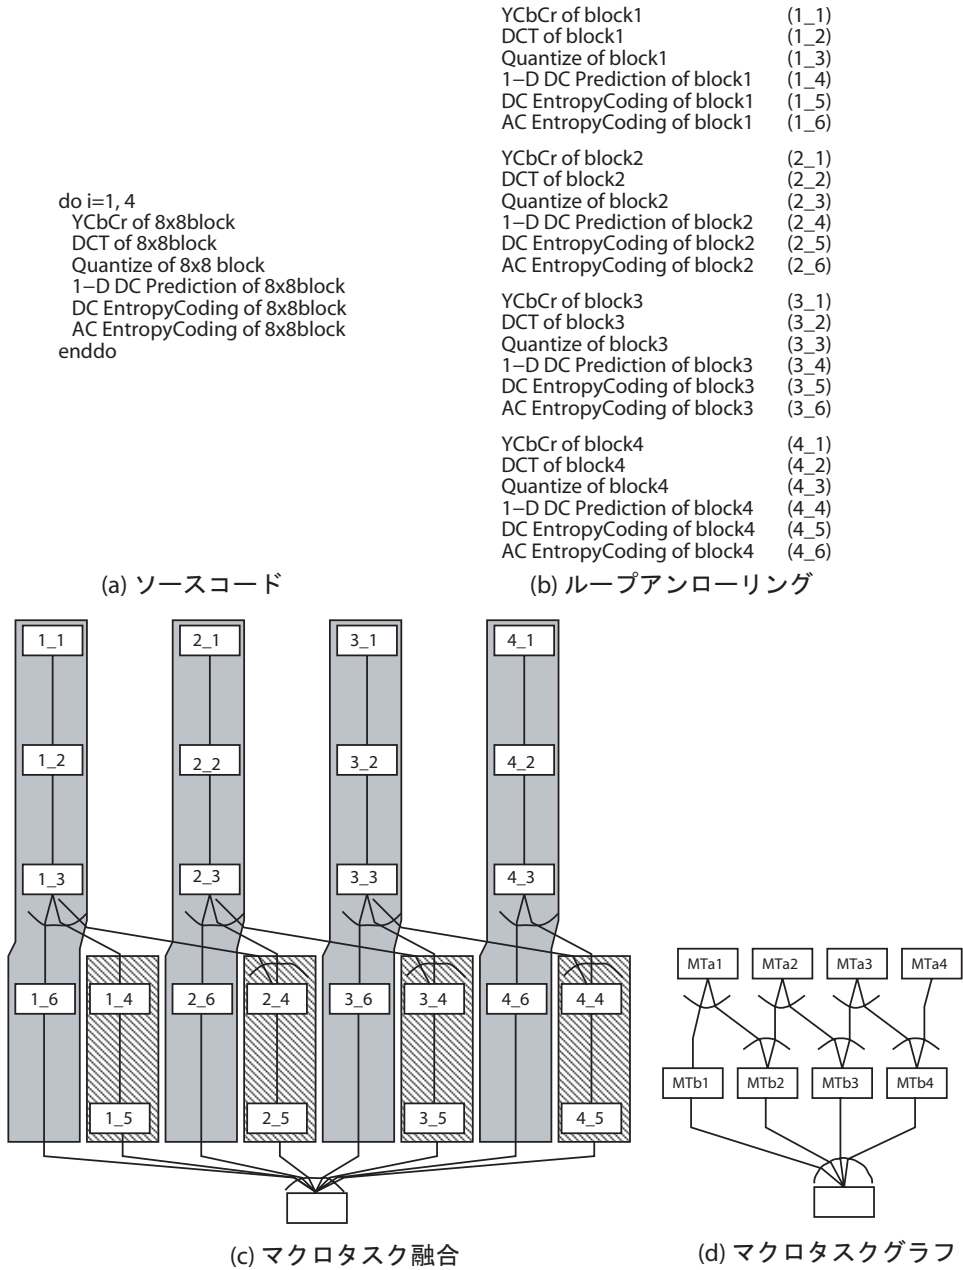 do i=1, 4
YCbCr of 8x8block
DCT of 8x8block
Quantize of 8x8 block
1−D DC Prediction of 8x8block
DC EntropyCoding of 8x8block
AC EntropyCoding of 8x8block
enddo
(a) ソースコード
YCbCr of block1 (1_1)
DCT of block1 (1_2)
Quantize of block1 (1_3)
1−D DC Prediction of block1 (1_4)
DC EntropyCoding of block1 (1_5)
AC EntropyCoding of block1 (1_6)
YCbCr of block2 (2_1)
DCT of block2 (2_2)
Quantize of block2 (2_3)
1−D DC Prediction of block2 (2_4)
DC EntropyCoding of block2 (2_5)
AC EntropyCoding of block2 (2_6)
YCbCr of block3 (3_1)
DCT of block3 (3_2)
Quantize of block3 (3_3)
1−D DC Prediction of block3 (3_4)
DC EntropyCoding of block3 (3_5)
AC EntropyCoding of block3 (3_6)
YCbCr of block4 (4_1)
DCT of block4 (4_2)
Quantize of block4 (4_3)
1−D DC Prediction of block4 (4_4)
DC EntropyCoding of block4 (4_5)
AC EntropyCoding of block4 (4_6)
(b) ループアンローリング
1_1 2_1 3_1 4_1
1_2 2_2 3_2 4_2
1_3 2_3 3_3 4_3
1_6 1_4 2_6 2_4 3_6 3_4 4_6 4_4
1_5 2_5 3_5 4_5
(c) マクロタスク融合
MTa1 MTa2 MTa3 MTa4
MTb1 MTb2 MTb3 MTb4
(d) マクロタスクグラフ